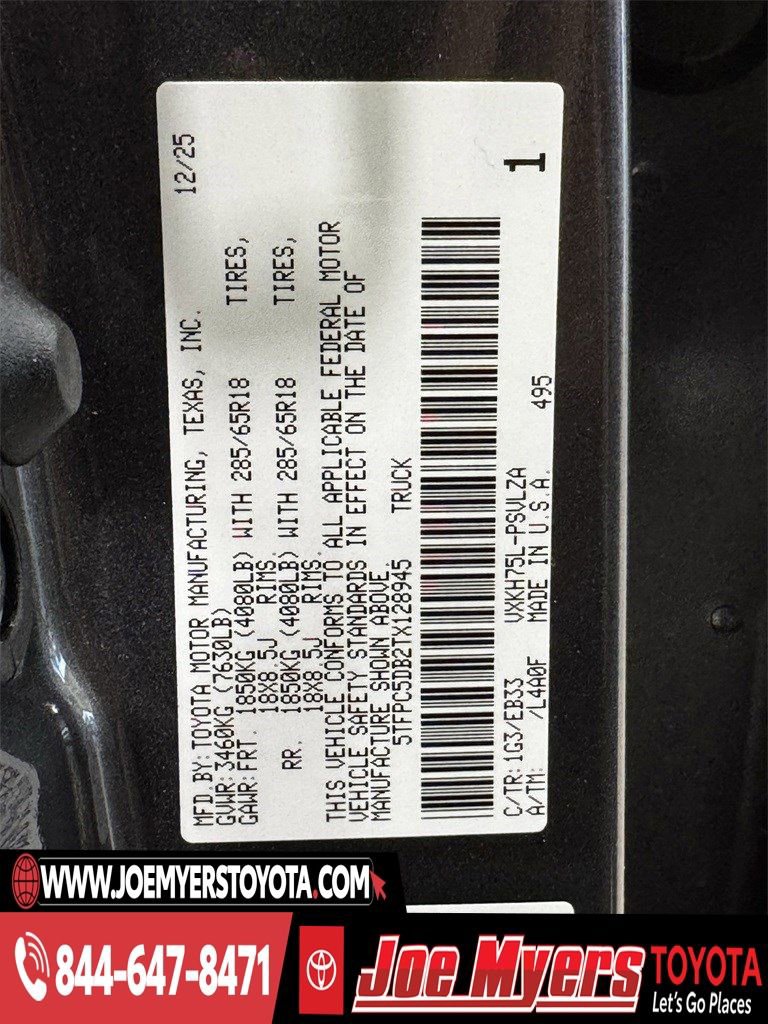 MFD.BY:TOYOTA MOTOR MANUFACTURING, TEXAS, INC. 12/25
GVWR:3460KG (7630LB)
GAWR:FRT. 1850KG (4080LB) WITH 285/65R18 TIRES,
18X8.5J RIMS.
RR. 1850KG (4080LB) WITH 285/65R18 TIRES,
18X8.5J RIMS.
THIS VEHICLE CONFORMS TO ALL APPLICABLE FEDERAL MOTOR
VEHICLE SAFETY STANDARDS IN EFFECT ON THE DATE OF
MANUFACTURE SHOWN ABOVE.
5TFPC5DB2TX128945 TRUCK
1
C/TR:1G3/EB33 VXKH75L-PSVLZA 495
A/TM: /L4A0F MADE IN U.S.A.
WWW.JOEMYERSTOYOTA.COM
844-647-8471
Joe Myers TOYOTA
Let's Go Places